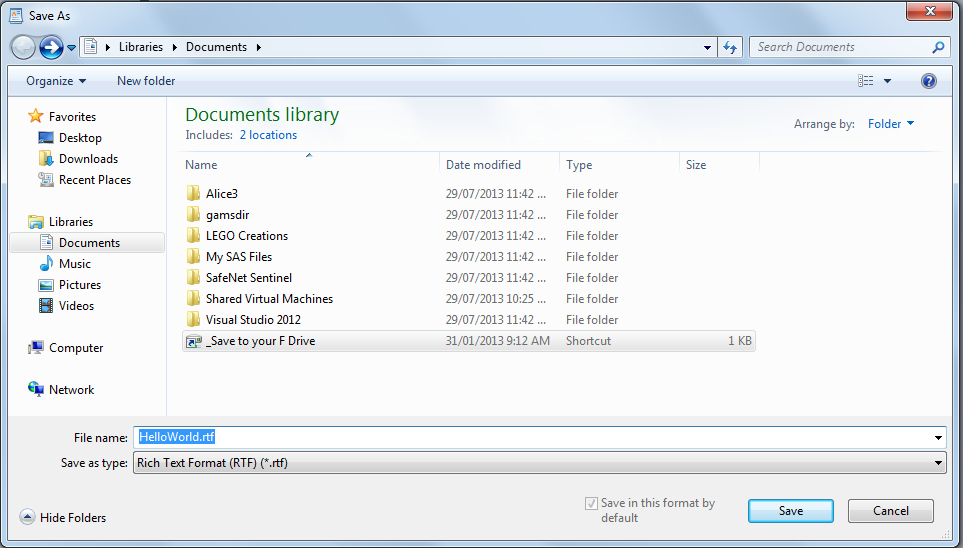 Save As
Libraries Documents Search Documents
Organize New folder
Favorites
Desktop
Downloads
Recent Places
Libraries
Documents
Music
Pictures
Videos
Computer
Network
Documents library
Includes: 2 locations
Arrange by: Folder
Name Date modified Type Size
Alice3 29/07/2013 11:42 ... File folder
gamsdir 29/07/2013 11:42 ... File folder
LEGO Creations 29/07/2013 11:42 ... File folder
My SAS Files 29/07/2013 11:42 ... File folder
SafeNet Sentinel 29/07/2013 11:42 ... File folder
Shared Virtual Machines 29/07/2013 10:25 ... File folder
Visual Studio 2012 29/07/2013 11:42 ... File folder
_Save to your F Drive 31/01/2013 9:12 AM Shortcut 1 KB
File name: HelloWorld.rtf
Save as type: Rich Text Format (RTF) (*.rtf)
Hide Folders
Save in this format by
default
Save Cancel